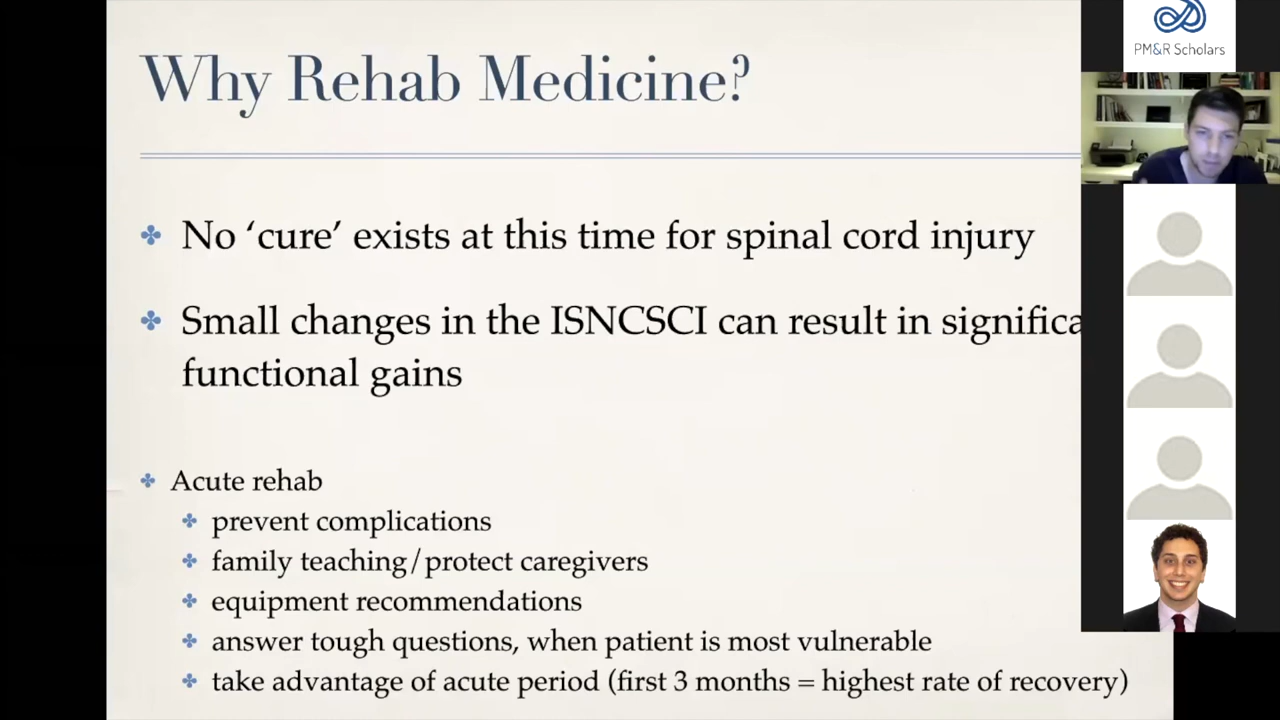 Why Rehab Medicine?
No ‘cure’ exists at this time for spinal cord injury
Small changes in the ISNCSCI can result in significa
functional gains
Acute rehab
prevent complications
family teaching/protect caregivers
equipment recommendations
answer tough questions, when patient is most vulnerable
take advantage of acute period (first 3 months = highest rate of recovery)
PM&R Scholars